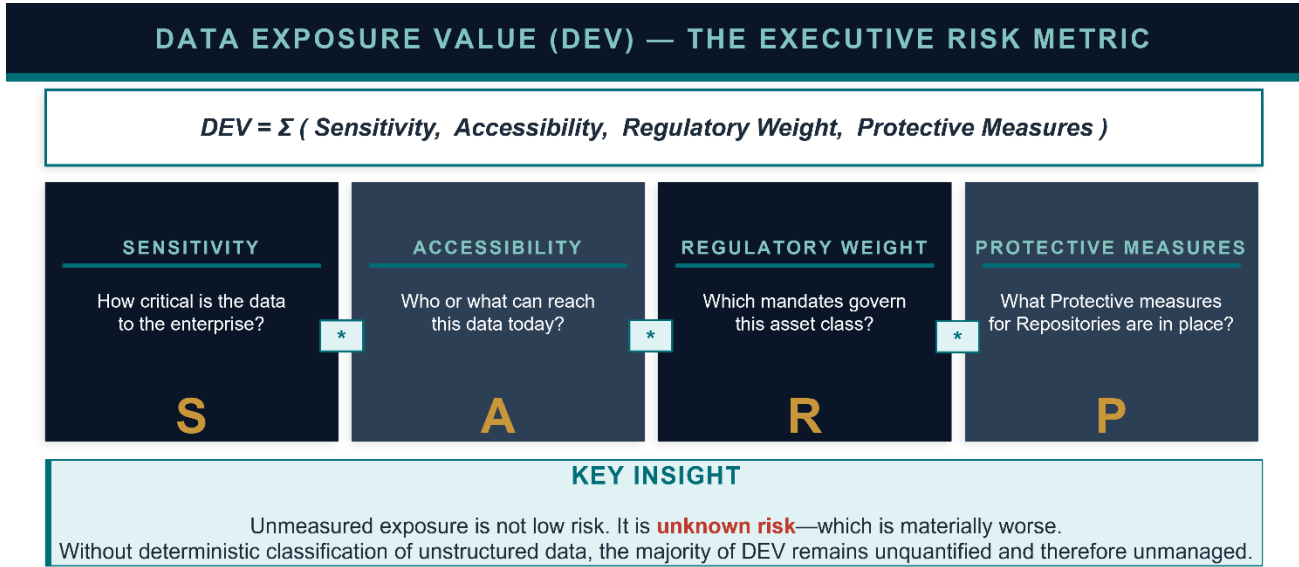 DATA EXPOSURE VALUE (DEV) — THE EXECUTIVE RISK METRIC
DEV = Σ ( Sensitivity, Accessibility, Regulatory Weight, Protective Measures )
SENSITIVITY
How critical is the data
to the enterprise?
S
*
ACCESSIBILITY
Who or what can reach
this data today?
A
*
REGULATORY WEIGHT
Which mandates govern
this asset class?
R
*
PROTECTIVE MEASURES
What Protective measures
for Repositories are in place?
P
KEY INSIGHT
Unmeasured exposure is not low risk. It is unknown risk—which is materially worse.
Without deterministic classification of unstructured data, the majority of DEV remains unquantified and therefore unmanaged.